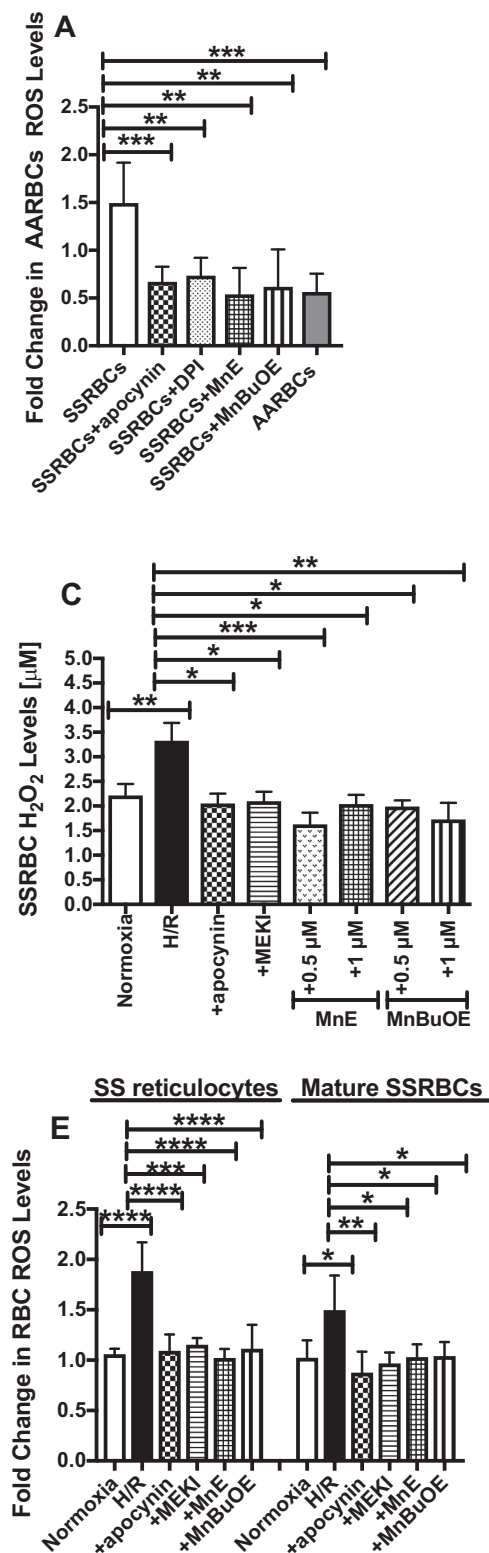 A
Fold Change in AARBCs ROS Levels
***
**
**
**
***
2.5
2.0
1.5
1.0
0.5
0.0
SSRBCs
SSRBCs+apocynin
SSRBCs+DPI
SSRBCS+MnE
SSRBCs+MnBuOE
AARBCs
C
SSRBC H2O2 Levels [µM]
**
*
*
***
*
*
**
5.0
4.5
4.0
3.5
3.0
2.5
2.0
1.5
1.0
0.5
0.0
Normoxia
H/R
+apocynin
+MEKI
+0.5 µM
+1 µM
+0.5 µM
+1 µM
MnE
MnBuOE
SS reticulocytes
Mature SSRBCs
E
Fold Change in RBC ROS Levels
****
****
***
****
****
*
*
*
**
*
2.5
2.0
1.5
1.0
0.5
0.0
Normoxia
H/R
+apocynin
+MEKI
+MnE
+MnBuOE
Normoxia
H/R
+apocynin
+MEKI
+MnE
+MnBuOE